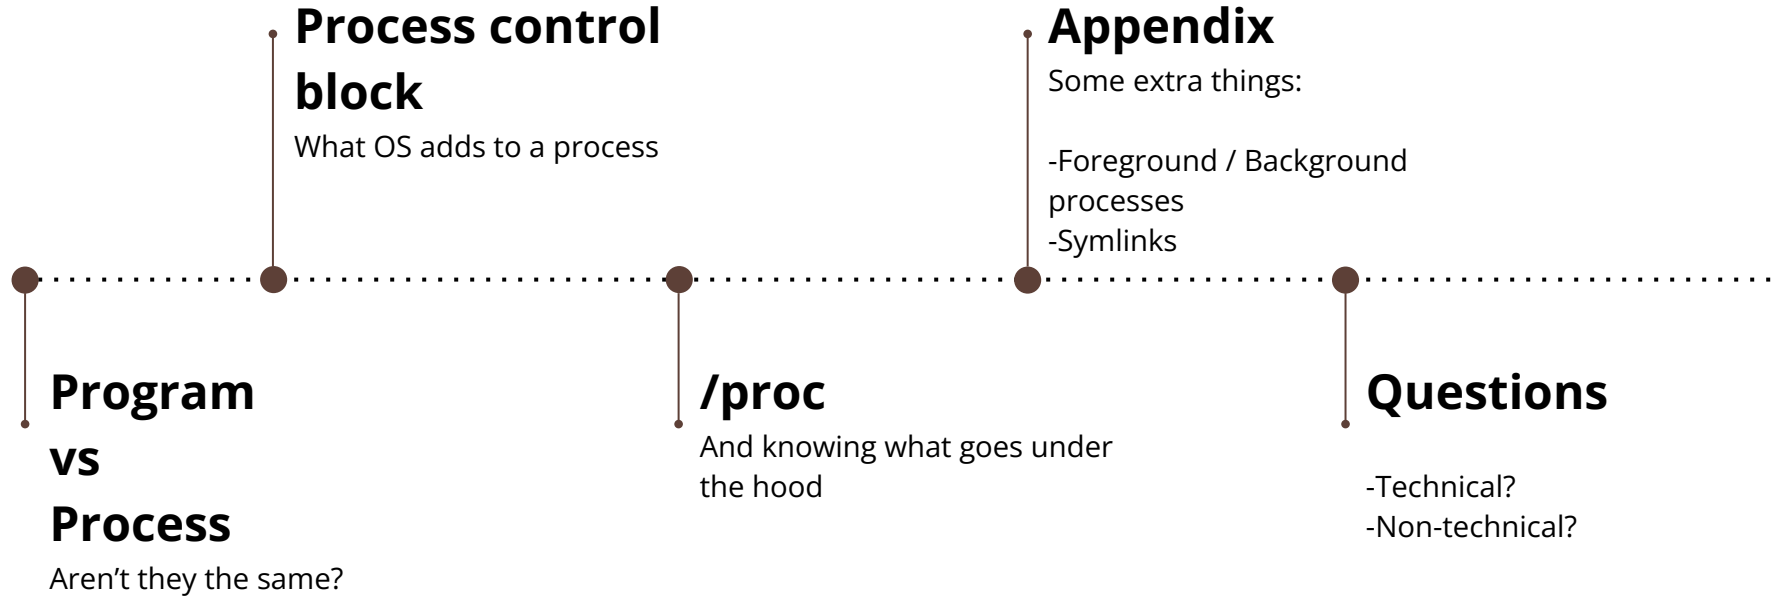 Process control
block
What OS adds to a process
Appendix
Some extra things:
-Foreground / Background
processes
-Symlinks
Program
vs
Process
Aren’t they the same?
/proc
And knowing what goes under
the hood
Questions
-Technical?
-Non-technical?